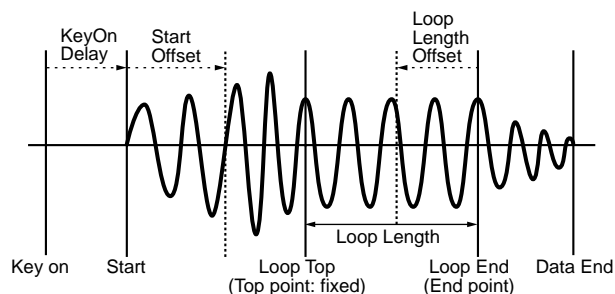 KeyOn
Delay
Start
Offset
Loop
Length
Offset
Loop Length
Key on
Start
Loop Top
(Top point: fixed)
Loop End
(End point)
Data End